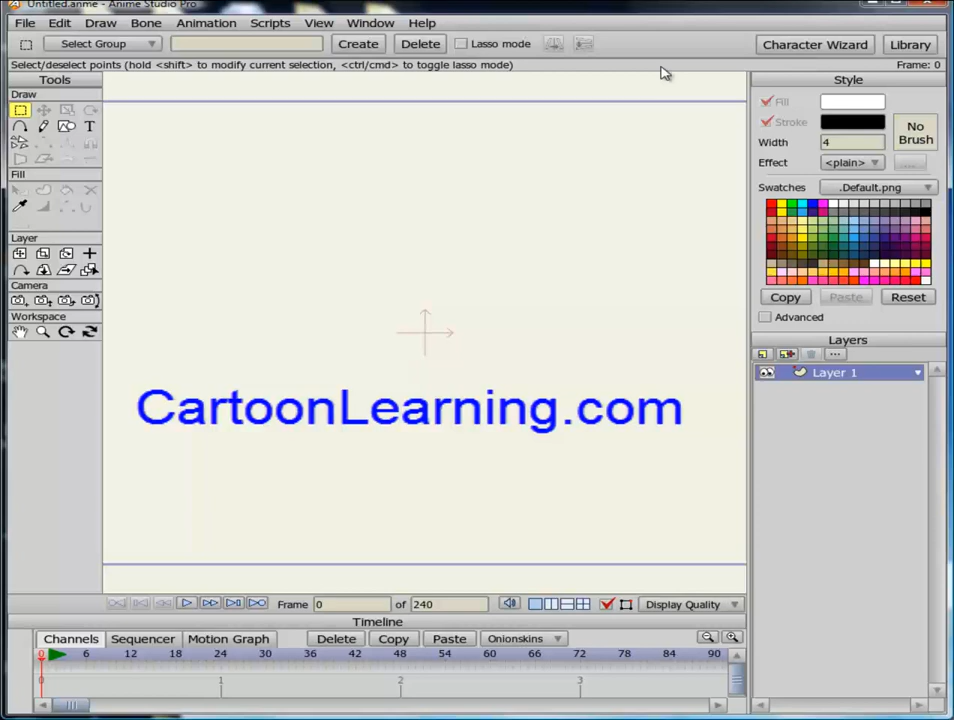 Untitled.anme - Anime Studio Pro
File Edit Draw Bone Animation Scripts View Window Help
Select Group Create Delete Lasso mode Character Wizard Library
Select/deselect points (hold <shift> to modify current selection, <ctrl/cmd> to toggle lasso mode) Frame: 0
Tools
Draw
T
Fill
Layer
Camera
Workspace
CartoonLearning.com
Style
Fill
Stroke
No Brush
Width 4
Effect <plain> ...
Swatches .Default.png
Copy Paste Reset
Advanced
Layers
...
Layer 1
Frame 0 of 240 Display Quality
Timeline
Channels Sequencer Motion Graph Delete Copy Paste Onionskins
0 6 12 18 24 30 36 42 48 54 60 66 72 78 84 90
0 1 2 3